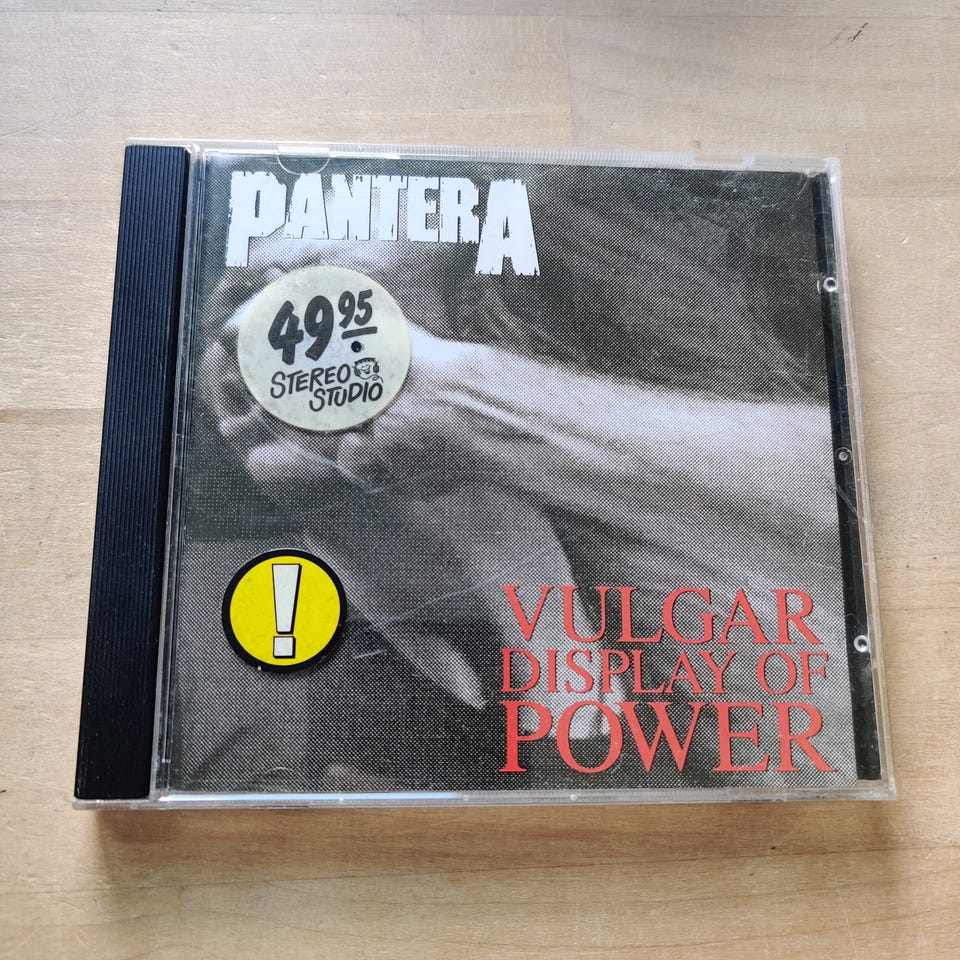 PANTERA
49 95
STEREO
STUDIO
!
VULGAR
DISPLAY OF
POWER